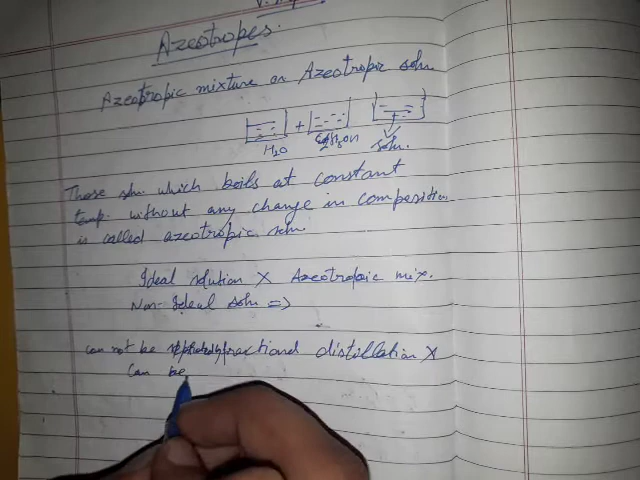 Azeotropes.
Azeotropic mixture or Azeotropic soln.
+
H2O C2H5OH soln.
Those soln. which boils at constant
temp. without any change in composition
is called azeotropic soln.
Ideal solution X Azeotropic mix.
Non-Ideal soln =>
can not be fractional distillation X
Can be